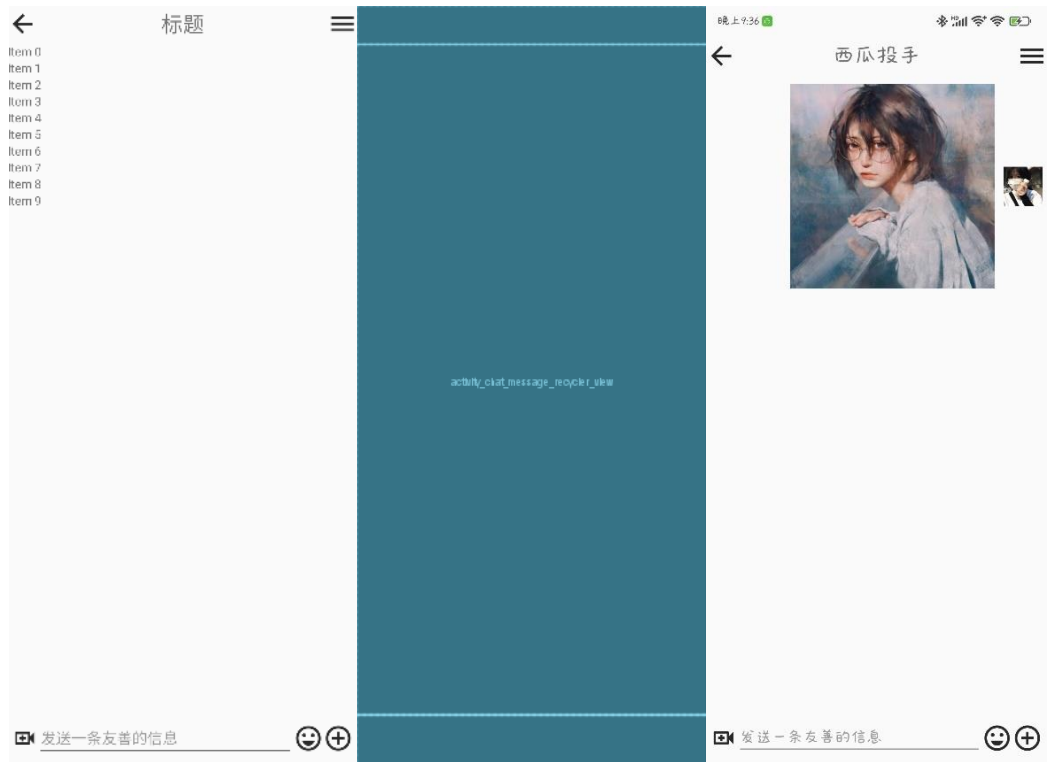 标题
Item 0
Item 1
Item 2
Item 3
Item 4
Item 5
Item 6
Item 7
Item 8
Item 9
发送一条友善的信息
activity_chat_message_recycler_view
晚上9:36
西瓜投手
发送一条友善的信息